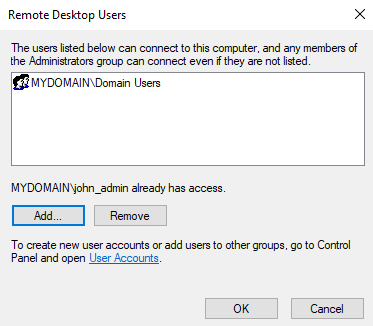 Remote Desktop Users
The users listed below can connect to this computer, and any members of
the Administrators group can connect even if they are not listed.
MYDOMAIN\Domain Users
MYDOMAIN\john_admin already has access.
Add...
Remove
To create new user accounts or add users to other groups, go to Control
Panel and open User Accounts.
OK
Cancel